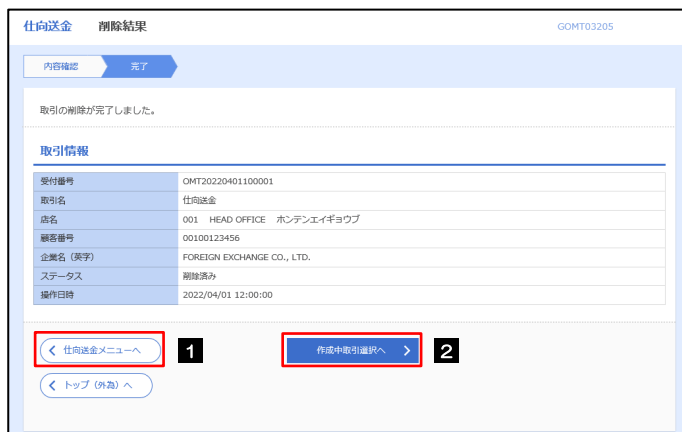 仕向送金 削除結果 GOMT03205
内容確認 完了
取引の削除が完了しました。
取引情報
受付番号 OMT20220401100001
取引名 仕向送金
店名 001 HEAD OFFICE ホンテンエイギョウブ
顧客番号 00100123456
企業名（英字） FOREIGN EXCHANGE CO., LTD.
ステータス 削除済み
操作日時 2022/04/01 12:00:00
仕向送金メニューへ 1 作成中取引選択へ 2
トップ（外為）へ